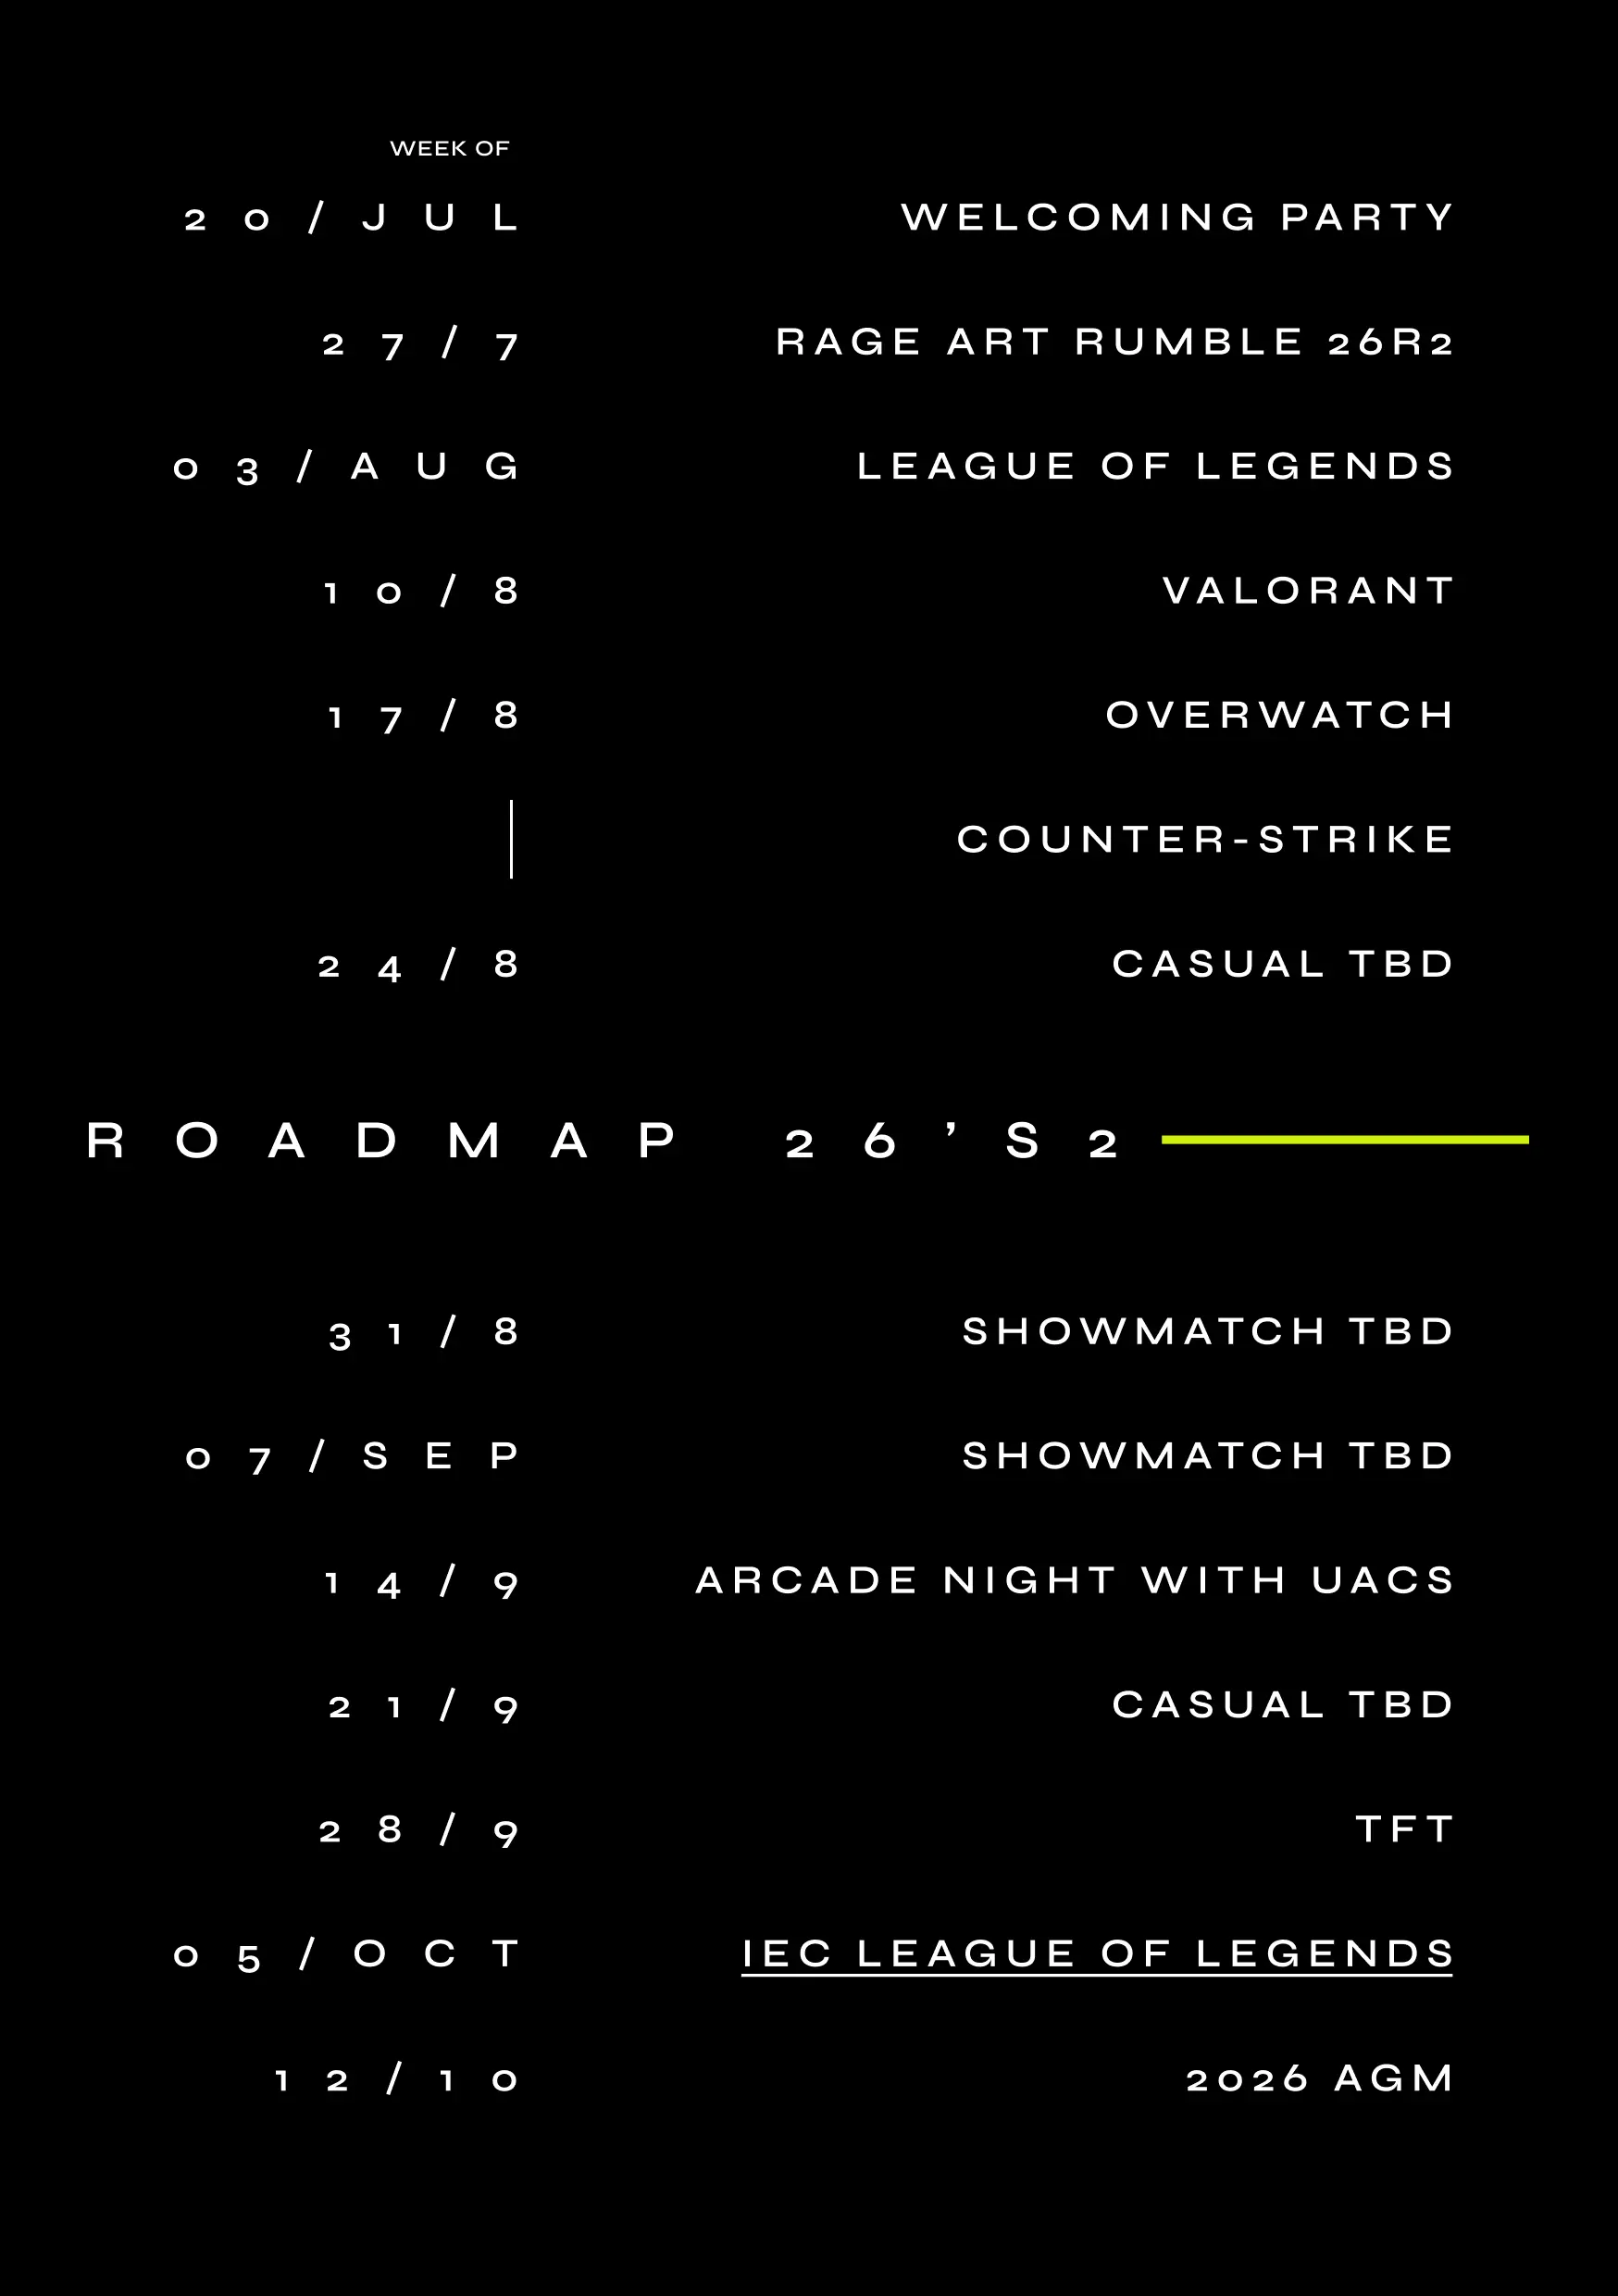 WEEK OF
20/JUL WELCOMING PARTY
27/7 RAGE ART RUMBLE 26R2
03/AUG LEAGUE OF LEGENDS
10/8 VALORANT
17/8 OVERWATCH
COUNTER-STRIKE
24/8 CASUAL TBD
ROADMAP 26’S2
31/8 SHOWMATCH TBD
07/SEP SHOWMATCH TBD
14/9 ARCADE NIGHT WITH UACS
21/9 CASUAL TBD
28/9 TFT
05/OCT IEC LEAGUE OF LEGENDS
12/10 2026 AGM